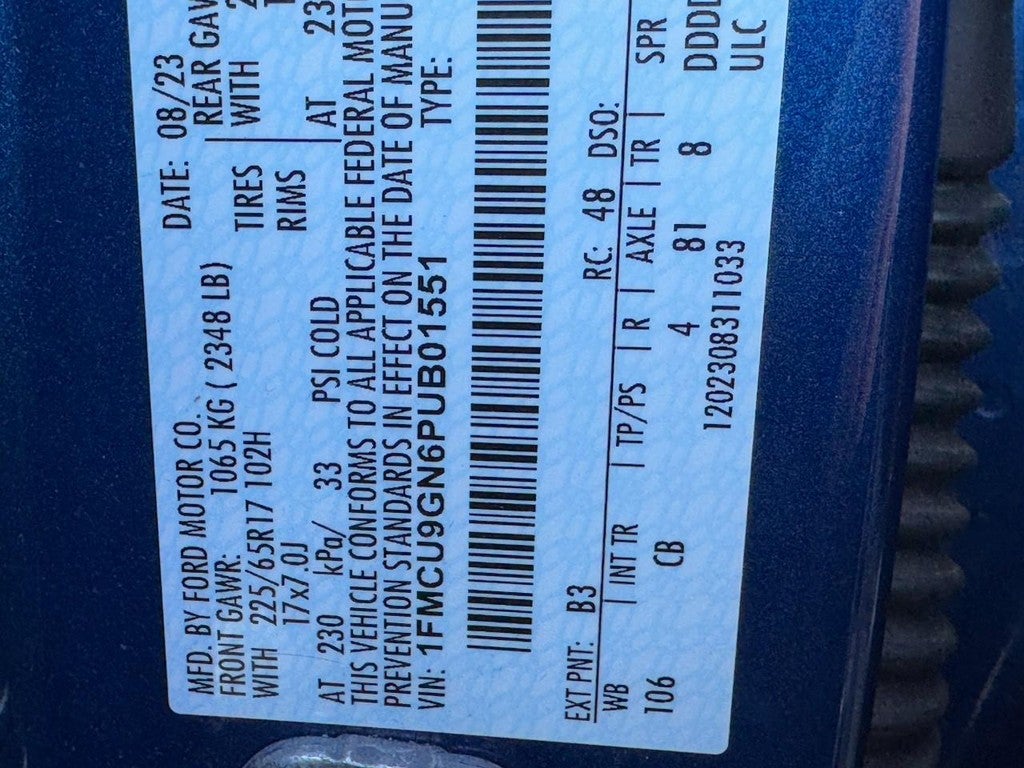 MFD. BY FORD MOTOR CO. DATE: 08/23
FRONT GAWR: 1065 KG ( 2348 LB) REAR GAW
WITH 225/65R17 102H TIRES WITH 2
17x7.0J RIMS
AT 230 kPa/ 33 PSI COLD AT 23
THIS VEHICLE CONFORMS TO ALL APPLICABLE FEDERAL MOT
PREVENTION STANDARDS IN EFFECT ON THE DATE OF MANU
VIN: 1FMCU9GN6PUB01551 TYPE:
EXT PNT: B3 RC: 48 DSO:
WB | INT TR | TP/PS | R | AXLE | TR | SPR
106 CB 4 81 8 DDDD
1202308311033 ULC